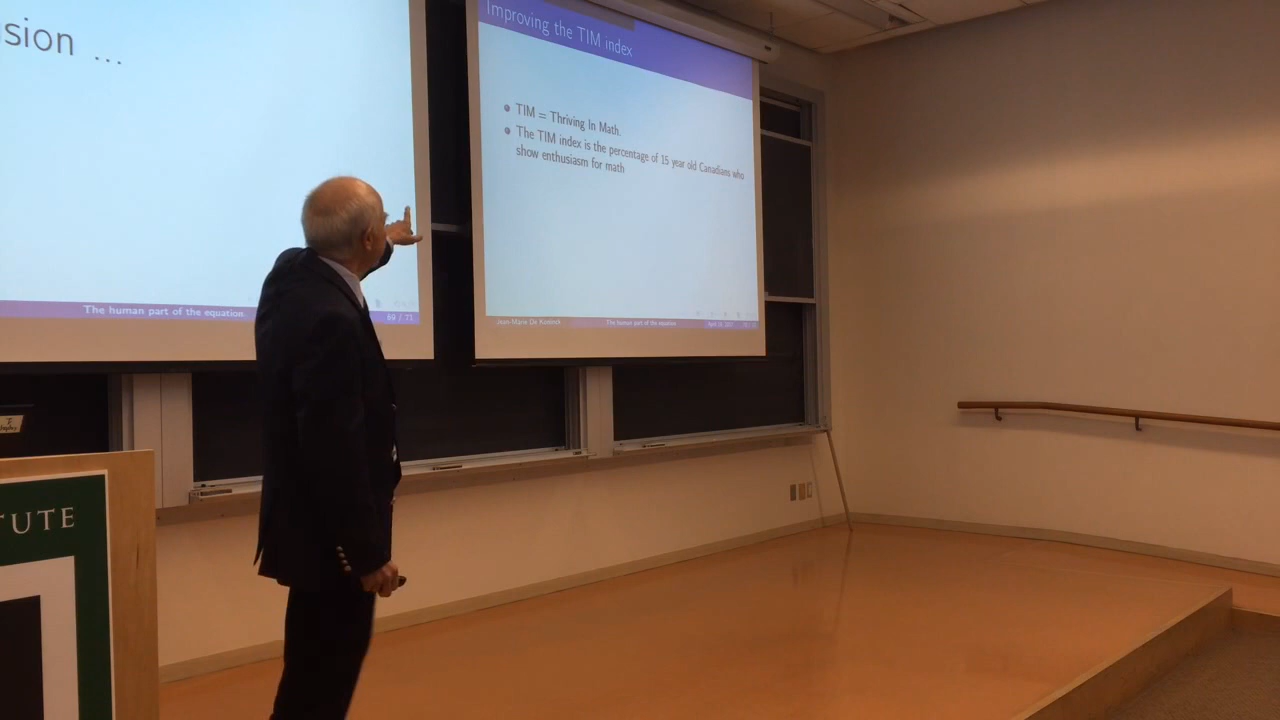 sion ...
The human part of the equation
69 / 71
Improving the TIM index
TIM = Thriving In Math.
The TIM index is the percentage of 15 year old Canadians who
show enthusiasm for math
Jean-Marie De Koninck
The human part of the equation
TUTE